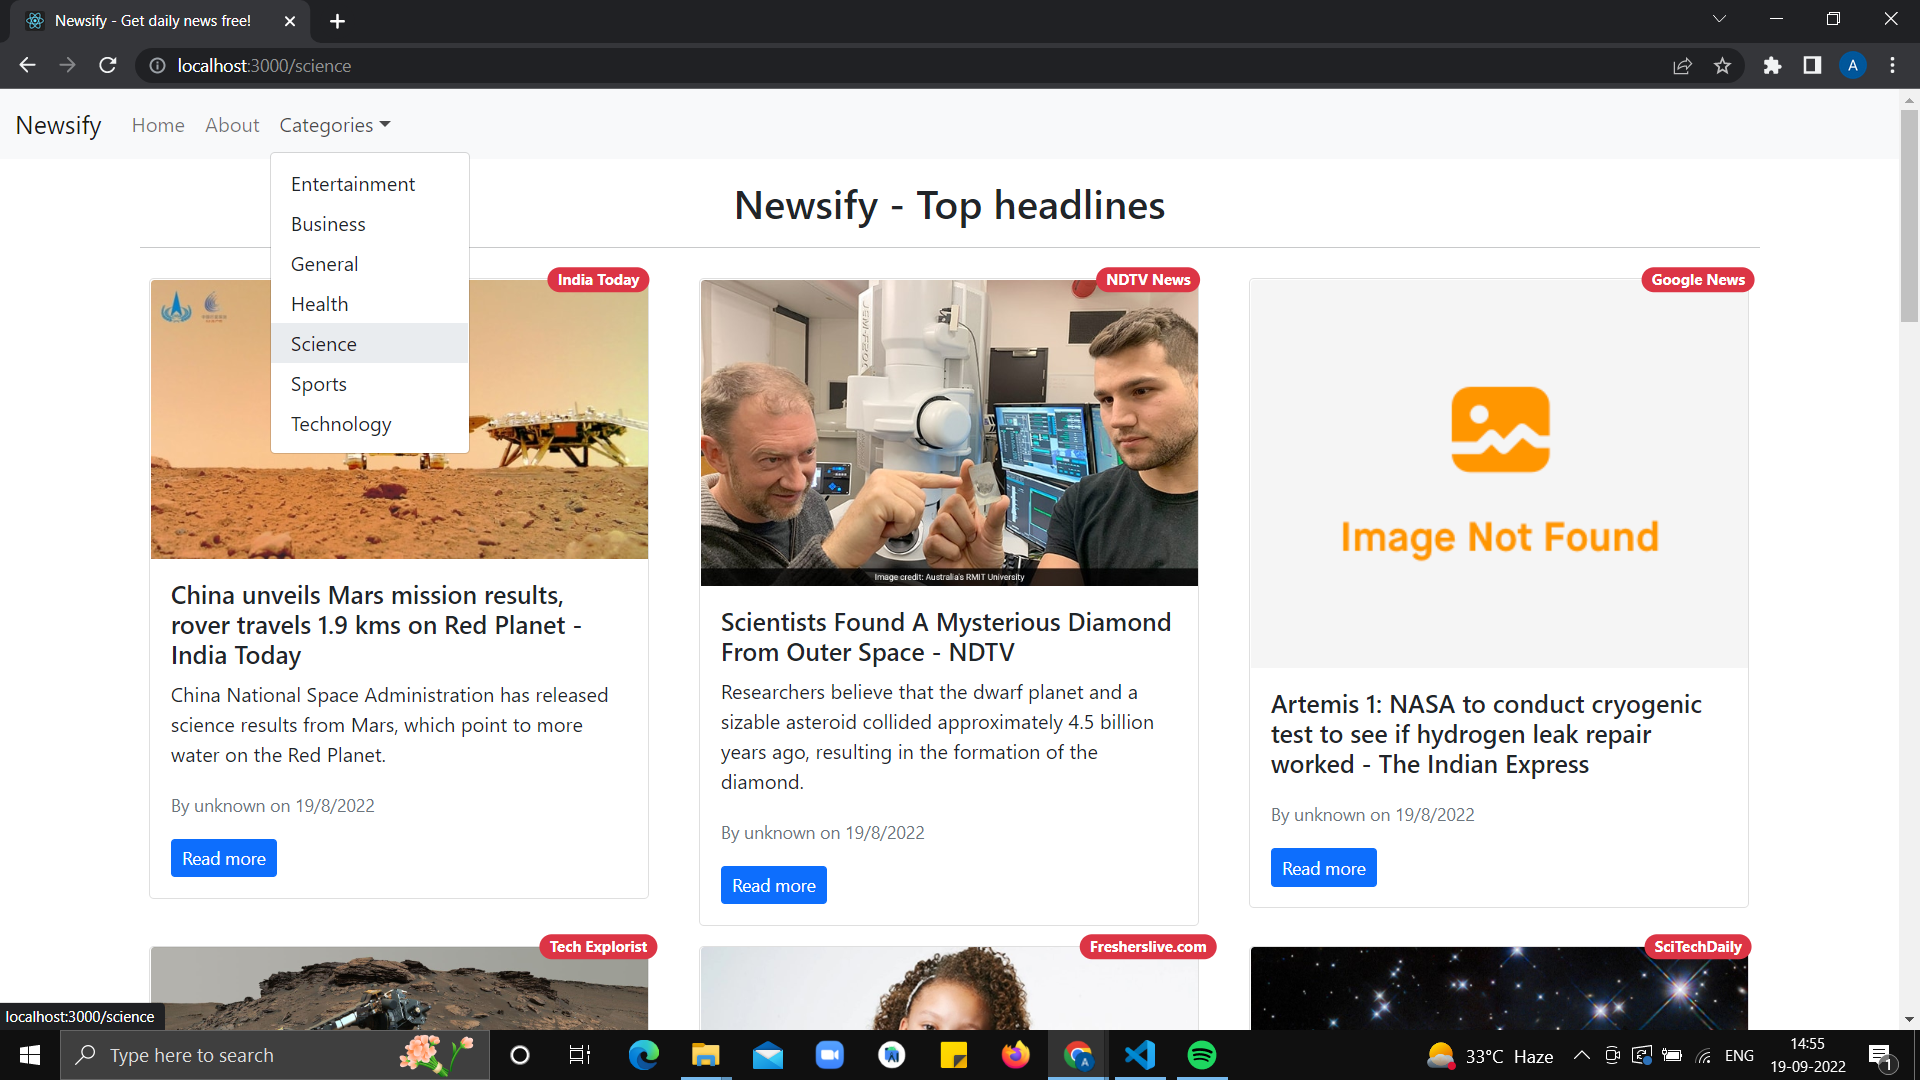 Newsify - Get daily news free!
localhost:3000/science
A
Newsify
Home
About
Categories
Entertainment
Business
General
Health
Science
Sports
Technology
Newsify - Top headlines
India Today
China unveils Mars mission results,
rover travels 1.9 kms on Red Planet -
India Today
China National Space Administration has released
science results from Mars, which point to more
water on the Red Planet.
By unknown on 19/8/2022
Read more
NDTV News
Image credit: Australia's RMIT University
Scientists Found A Mysterious Diamond
From Outer Space - NDTV
Researchers believe that the dwarf planet and a
sizable asteroid collided approximately 4.5 billion
years ago, resulting in the formation of the
diamond.
By unknown on 19/8/2022
Read more
Google News
Image Not Found
Artemis 1: NASA to conduct cryogenic
test to see if hydrogen leak repair
worked - The Indian Express
By unknown on 19/8/2022
Read more
Tech Explorist
Fresherslive.com
SciTechDaily
localhost:3000/science
Type here to search
33°C Haze
ENG
14:55
19-09-2022
1